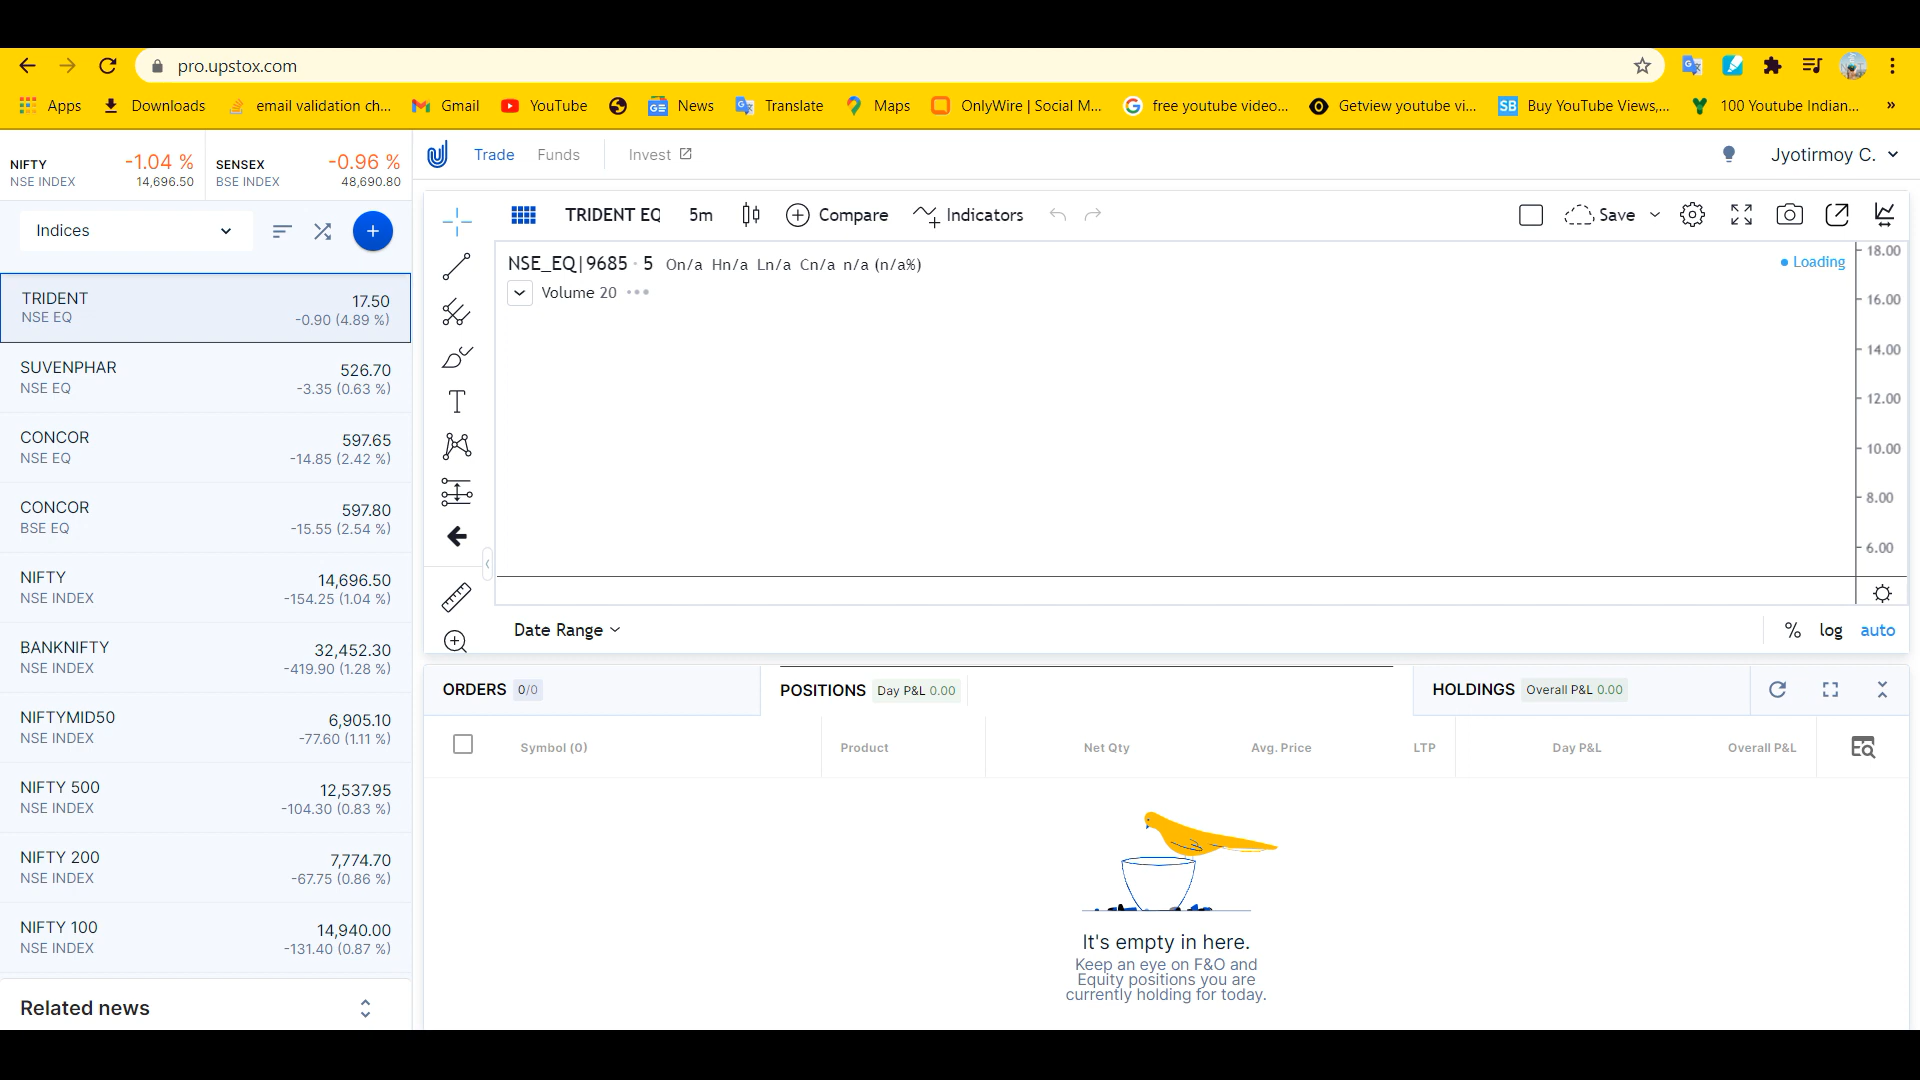 pro.upstox.com
Apps Downloads email validation ch... Gmail YouTube News Translate Maps OnlyWire | Social M... free youtube video... Getview youtube vi... SB Buy YouTube Views,... 100 Youtube Indian... »
NIFTY -1.04 % SENSEX -0.96 %
NSE INDEX 14,696.50 BSE INDEX 48,690.80
Trade Funds Invest Jyotirmoy C.
Indices
TRIDENT 17.50
NSE EQ -0.90 (4.89 %)
SUVENPHAR 526.70
NSE EQ -3.35 (0.63 %)
CONCOR 597.65
NSE EQ -14.85 (2.42 %)
CONCOR 597.80
BSE EQ -15.55 (2.54 %)
NIFTY 14,696.50
NSE INDEX -154.25 (1.04 %)
BANKNIFTY 32,452.30
NSE INDEX -419.90 (1.28 %)
NIFTYMID50 6,905.10
NSE INDEX -77.60 (1.11 %)
NIFTY 500 12,537.95
NSE INDEX -104.30 (0.83 %)
NIFTY 200 7,774.70
NSE INDEX -67.75 (0.86 %)
NIFTY 100 14,940.00
NSE INDEX -131.40 (0.87 %)
Related news
TRIDENT EQ 5m Compare Indicators Save
NSE_EQ|9685 · 5 On/a Hn/a Ln/a Cn/a n/a (n/a%) Loading
Volume 20
18.00
16.00
14.00
12.00
10.00
8.00
6.00
Date Range % log auto
ORDERS 0/0 POSITIONS Day P&L 0.00 HOLDINGS Overall P&L 0.00
Symbol (0) Product Net Qty Avg. Price LTP Day P&L Overall P&L
It's empty in here.
Keep an eye on F&O and
Equity positions you are
currently holding for today.